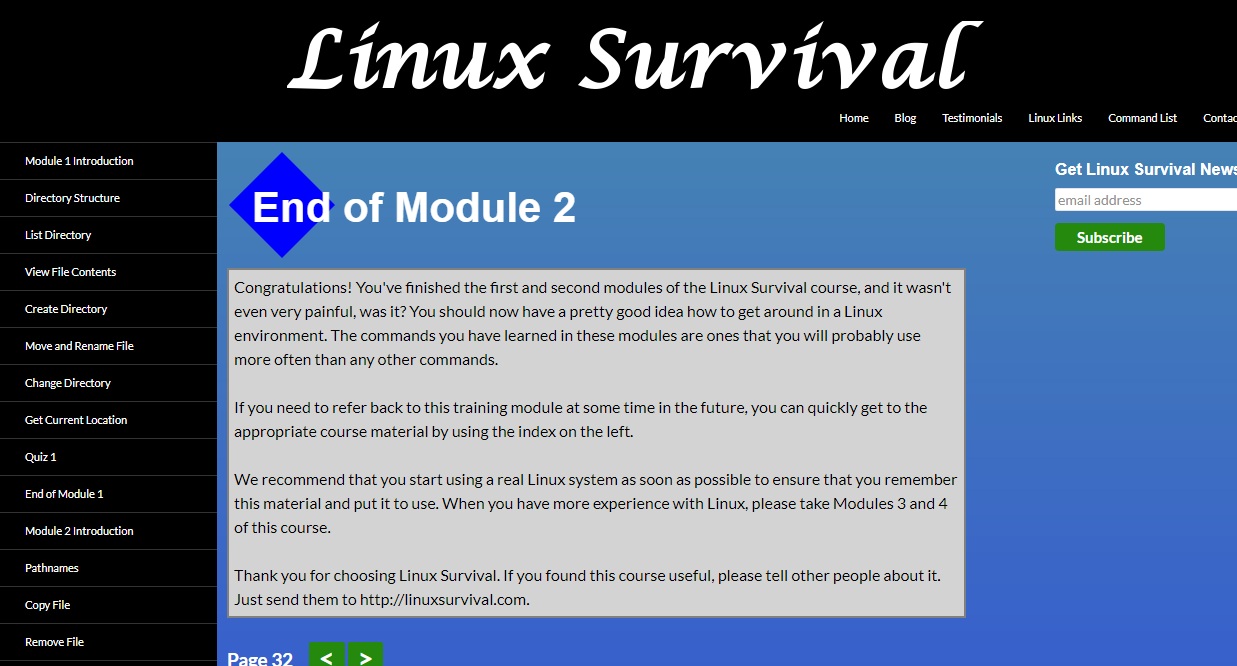 Linux Survival
Home Blog Testimonials Linux Links Command List
Module 1 Introduction
Directory Structure
List Directory
View File Contents
Create Directory
Move and Rename File
Change Directory
Get Current Location
Quiz 1
End of Module 1
Module 2 Introduction
Pathnames
Copy File
Remove File
End of Module 2
Congratulations! You've finished the first and second modules of the Linux Survival course, and it wasn't
even very painful, was it? You should now have a pretty good idea how to get around in a Linux
environment. The commands you have learned in these modules are ones that you will probably use
more often than any other commands.
If you need to refer back to this training module at some time in the future, you can quickly get to the
appropriate course material by using the index on the left.
We recommend that you start using a real Linux system as soon as possible to ensure that you remember
this material and put it to use. When you have more experience with Linux, please take Modules 3 and 4
of this course.
Thank you for choosing Linux Survival. If you found this course useful, please tell other people about it.
Just send them to http://linuxsurvival.com.
Page 32 < >
Get Linux Survival News
email address
Subscribe